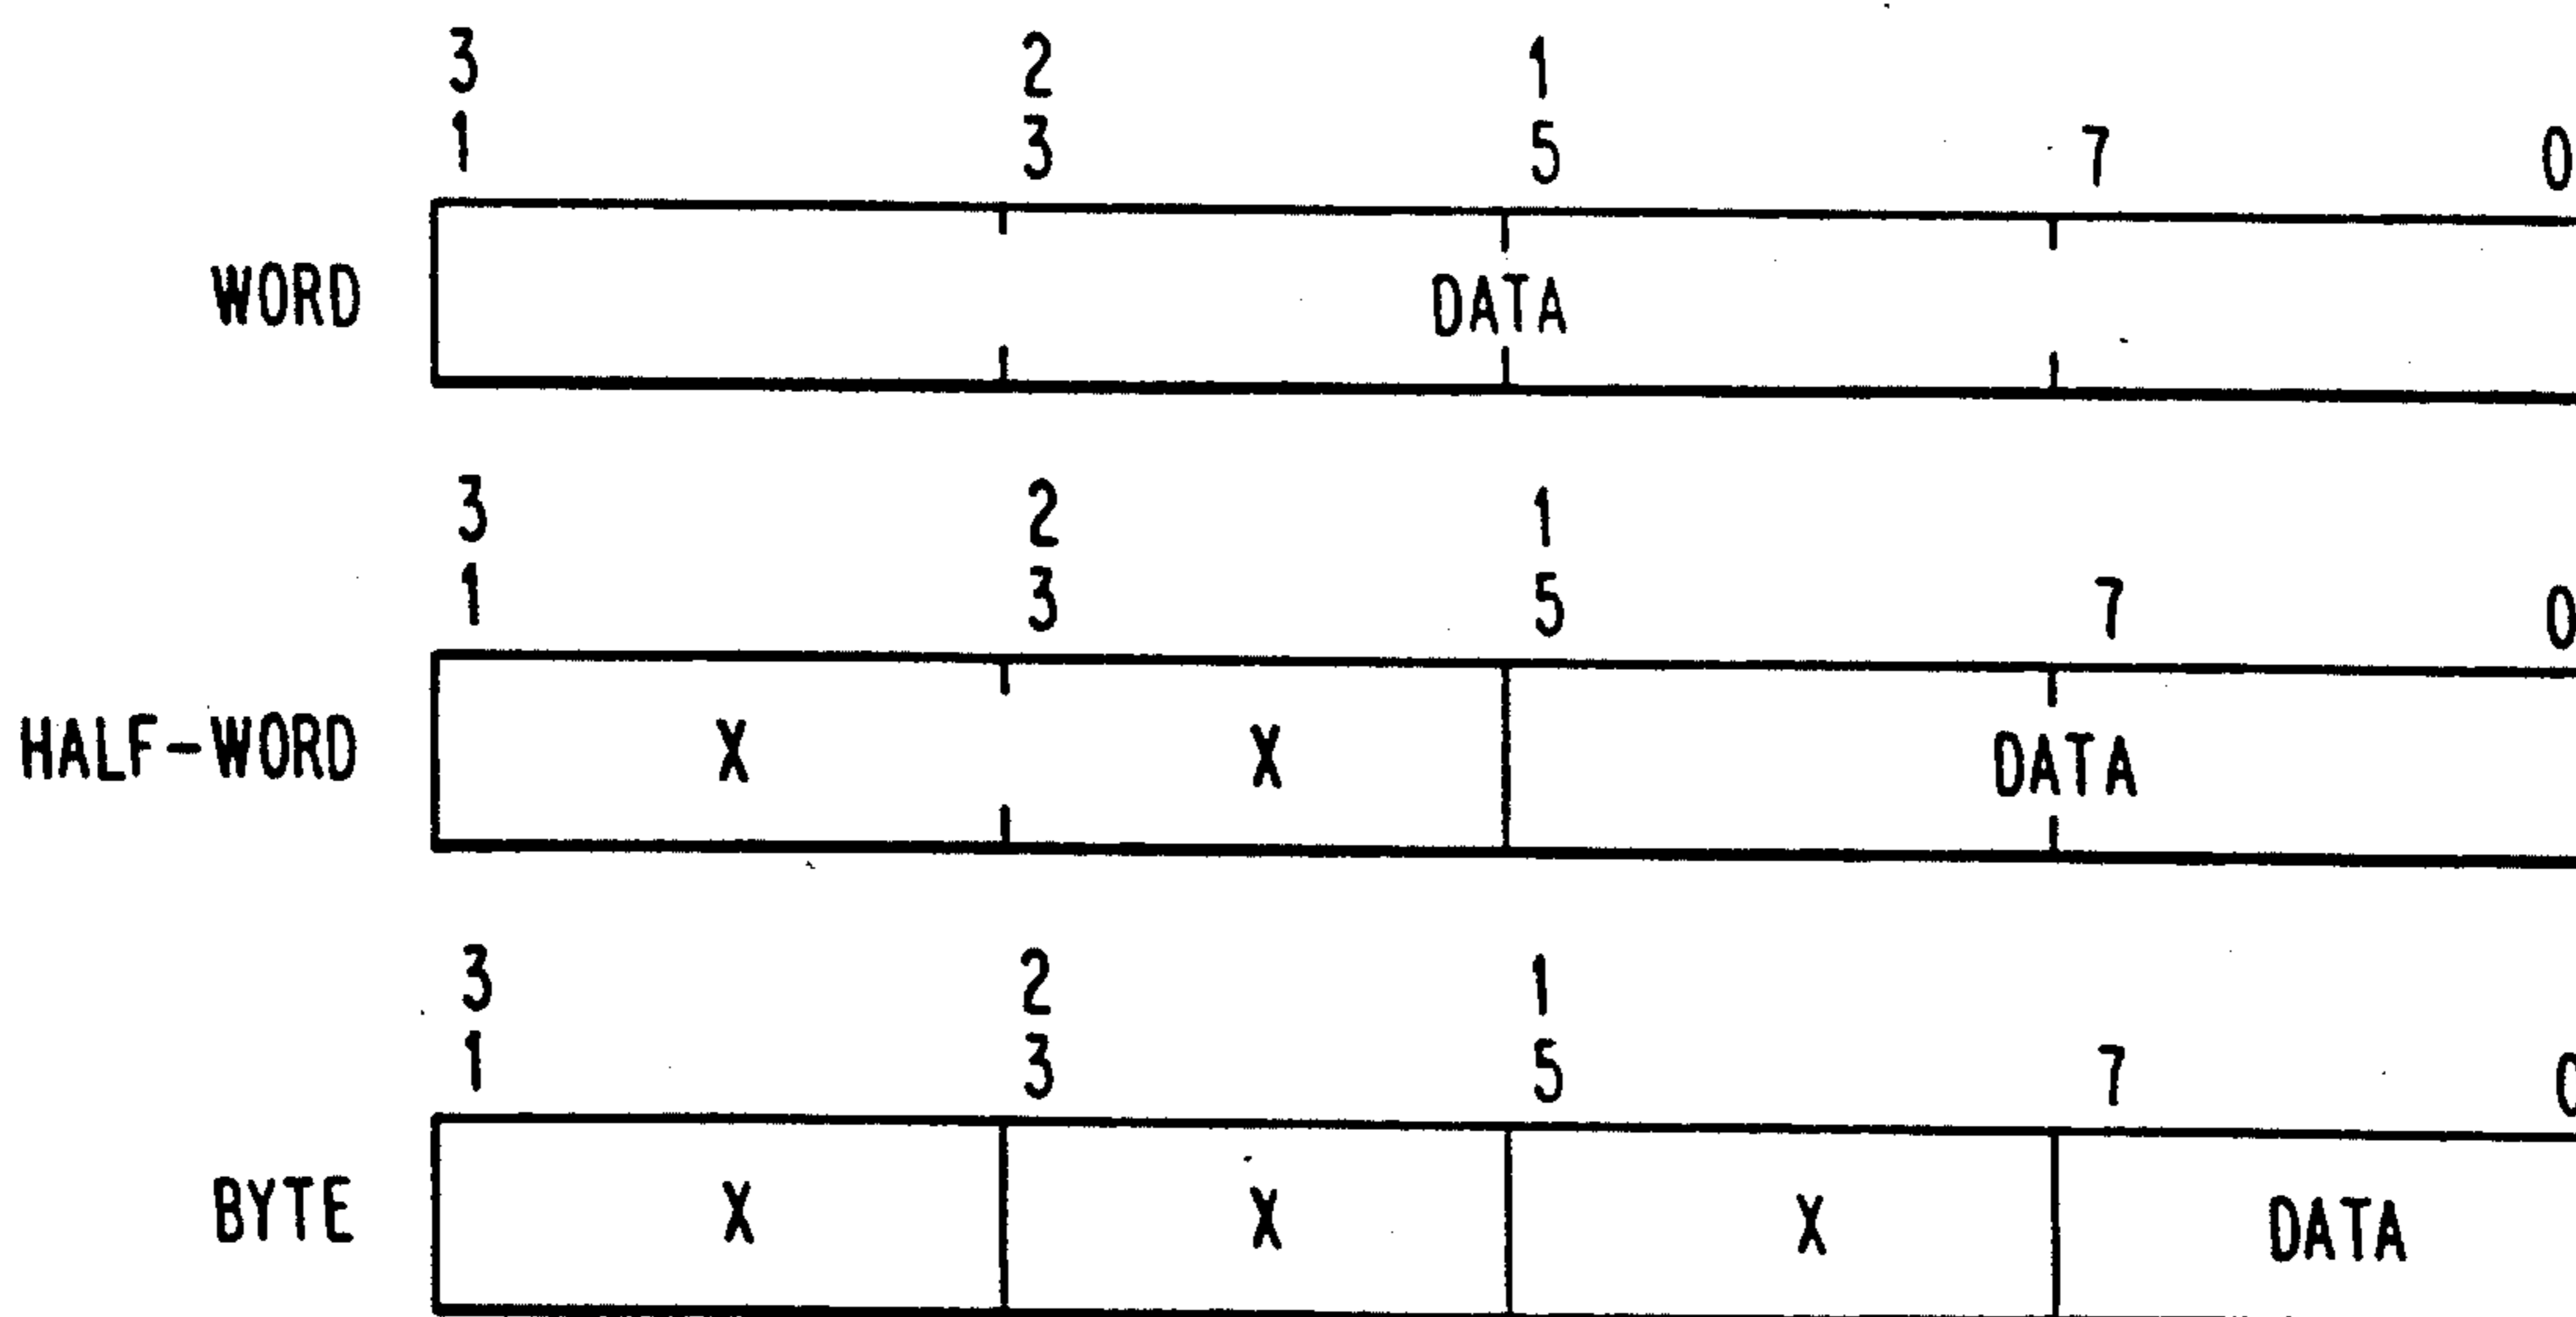 3 2 1
1 3 5 7 0
WORD DATA
3 2 1
1 3 5 7 0
HALF-WORD X X DATA
3 2 1
1 3 5 7 0
BYTE X X X DATA